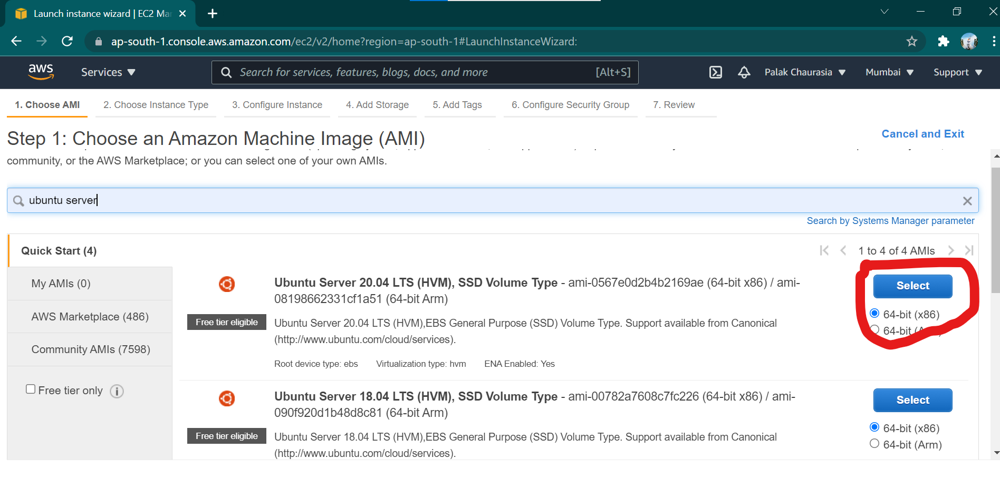 Launch instance wizard | EC2
ap-south-1.console.aws.amazon.com/ec2/v2/home?region=ap-south-1#LaunchInstanceWizard:
aws
Services
Search for services, features, blogs, docs, and more
[Alt+S]
Palak Chaurasia
Mumbai
Support
1. Choose AMI
2. Choose Instance Type
3. Configure Instance
4. Add Storage
5. Add Tags
6. Configure Security Group
7. Review
Step 1: Choose an Amazon Machine Image (AMI)
Cancel and Exit
community, or the AWS Marketplace; or you can select one of your own AMIs.
ubuntu server
Search by Systems Manager parameter
Quick Start (4)
1 to 4 of 4 AMIs
My AMIs (0)
AWS Marketplace (486)
Community AMIs (7598)
Free tier only
Ubuntu Server 20.04 LTS (HVM), SSD Volume Type - ami-0567e0d2b4b2169ae (64-bit x86) / ami-
08198662331cf1a51 (64-bit Arm)
Free tier eligible
Ubuntu Server 20.04 LTS (HVM),EBS General Purpose (SSD) Volume Type. Support available from Canonical
(http://www.ubuntu.com/cloud/services).
Root device type: ebs
Virtualization type: hvm
ENA Enabled: Yes
Select
64-bit (x86)
64-bit
Ubuntu Server 18.04 LTS (HVM), SSD Volume Type - ami-00782a7608c7fc226 (64-bit x86) / ami-
090f920d1b48d8c81 (64-bit Arm)
Free tier eligible
Ubuntu Server 18.04 LTS (HVM),EBS General Purpose (SSD) Volume Type. Support available from Canonical
(http://www.ubuntu.com/cloud/services).
Select
64-bit (x86)
64-bit (Arm)